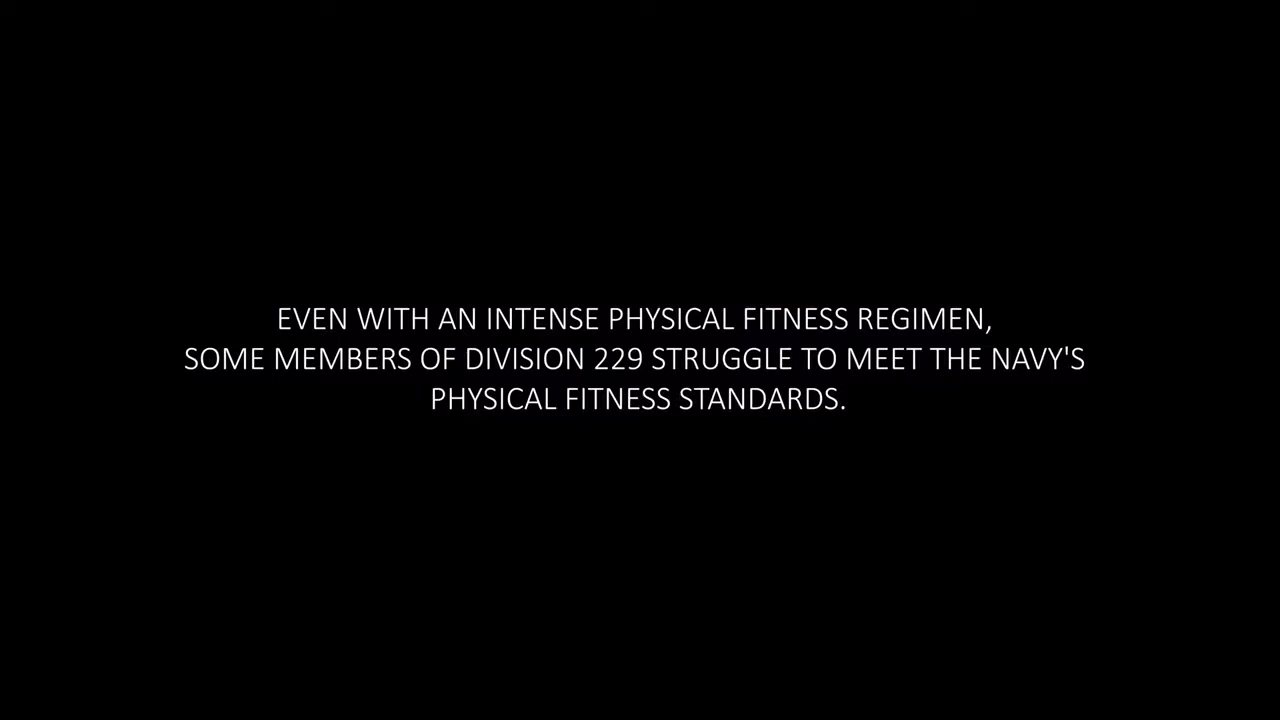 EVEN WITH AN INTENSE PHYSICAL FITNESS REGIMEN,
SOME MEMBERS OF DIVISION 229 STRUGGLE TO MEET THE NAVY'S
PHYSICAL FITNESS STANDARDS.